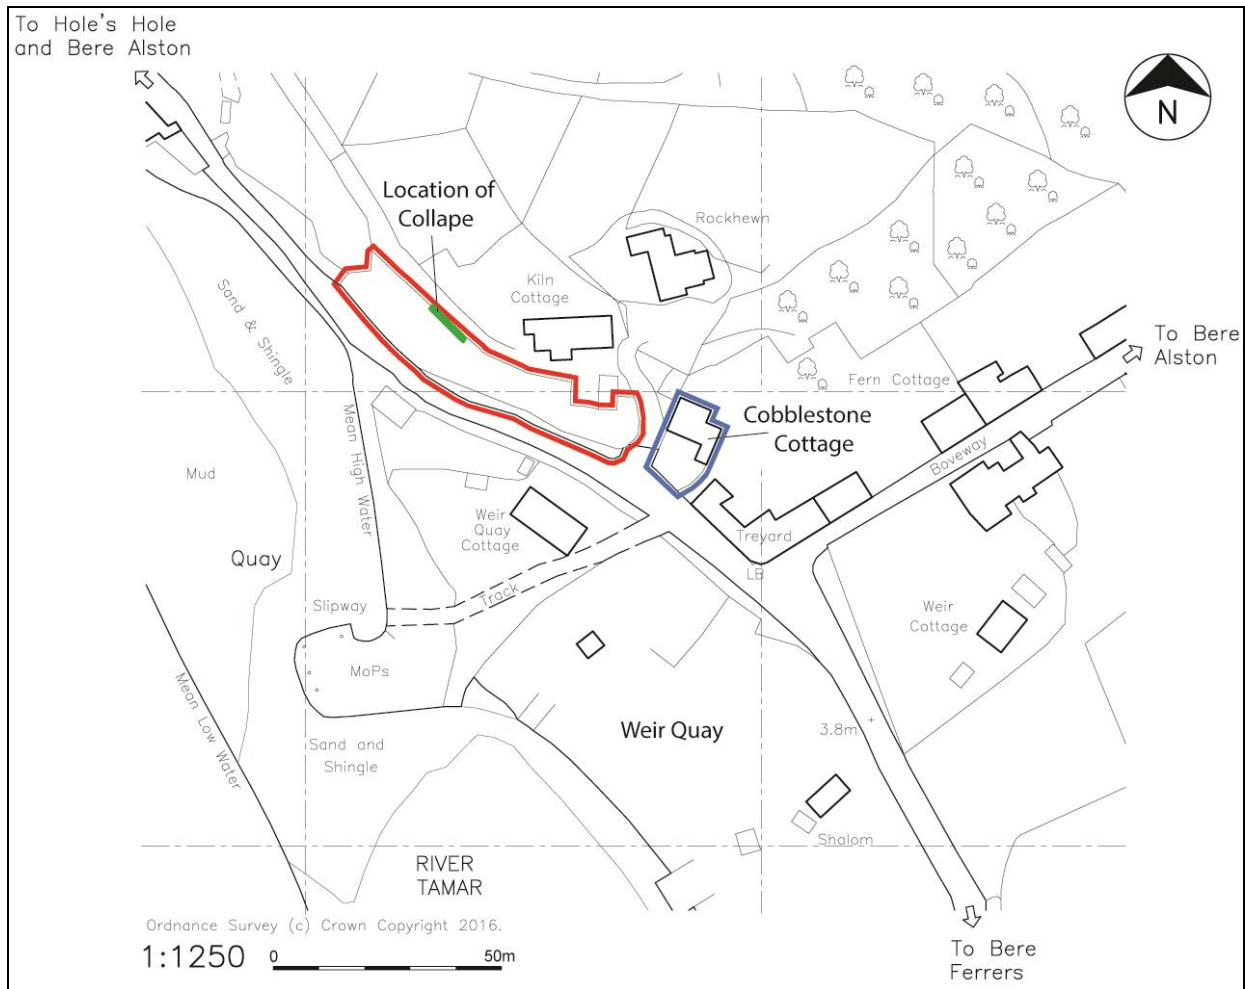 To Hole's Hole
and Bere Alston
N
Location of
Collape
Rockhewn
Kiln
Cottage
Sand & Shingle
To Bere
Alston
Fern Cottage
Cobblestone
Cottage
Mean High Water
Boveway
Mud
Weir
Quay
Cottage
Treyard
Quay
LB
Track
Slipway
Weir
Cottage
MoPs
Mean Low Water
Weir Quay
3.8m
Sand and
Shingle
Shalom
RIVER
TAMAR
Ordnance Survey (c) Crown Copyright 2016.
1:1250
0
50m
To Bere
Ferrers